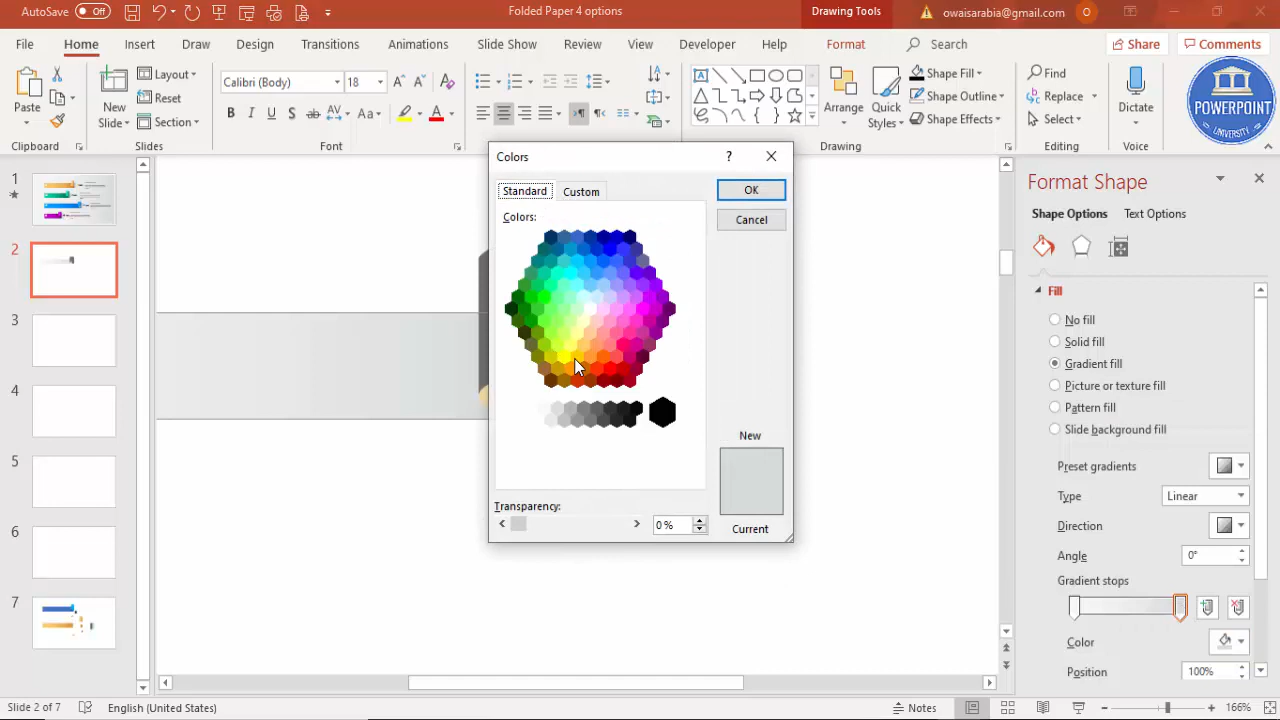 AutoSave Off Folded Paper 4 options Drawing Tools owaisarabia@gmail.com O
File Home Insert Draw Design Transitions Animations Slide Show Review View Developer Help Format Search Share Comments
Paste New Slide Layout Reset Section
Calibri (Body) 18
B I U S ab AV Aa A
Arrange Quick Styles Shape Fill Shape Outline Shape Effects
Find Replace Select Dictate
POWERPOINT
UNIVERSITY
Clipboard Slides Font Drawing Editing Voice
Colors ? 
Standard Custom OK
Cancel
Colors:
New
Current
Transparency:
0 %
1
2
3
4
5
6
7
Format Shape
Shape Options Text Options
Fill
No fill
Solid fill
Gradient fill
Picture or texture fill
Pattern fill
Slide background fill
Preset gradients
Type Linear
Direction
Angle 0°
Gradient stops
Color
Position 100%
Slide 2 of 7 English (United States) Notes 166%